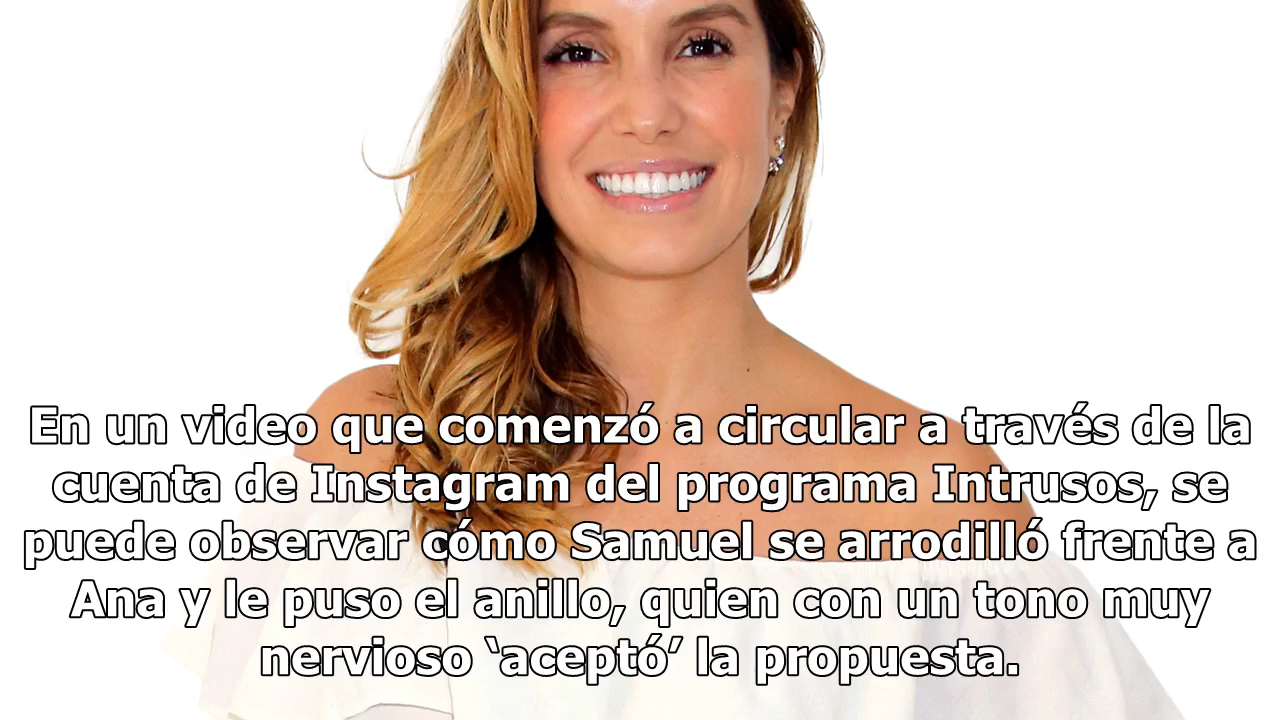 En un video que comenzó a circular a través de la
cuenta de Instagram del programa Intrusos, se
puede observar cómo Samuel se arrodilló frente a
Ana y le puso el anillo, quien con un tono muy
nervioso ‘aceptó’ la propuesta.